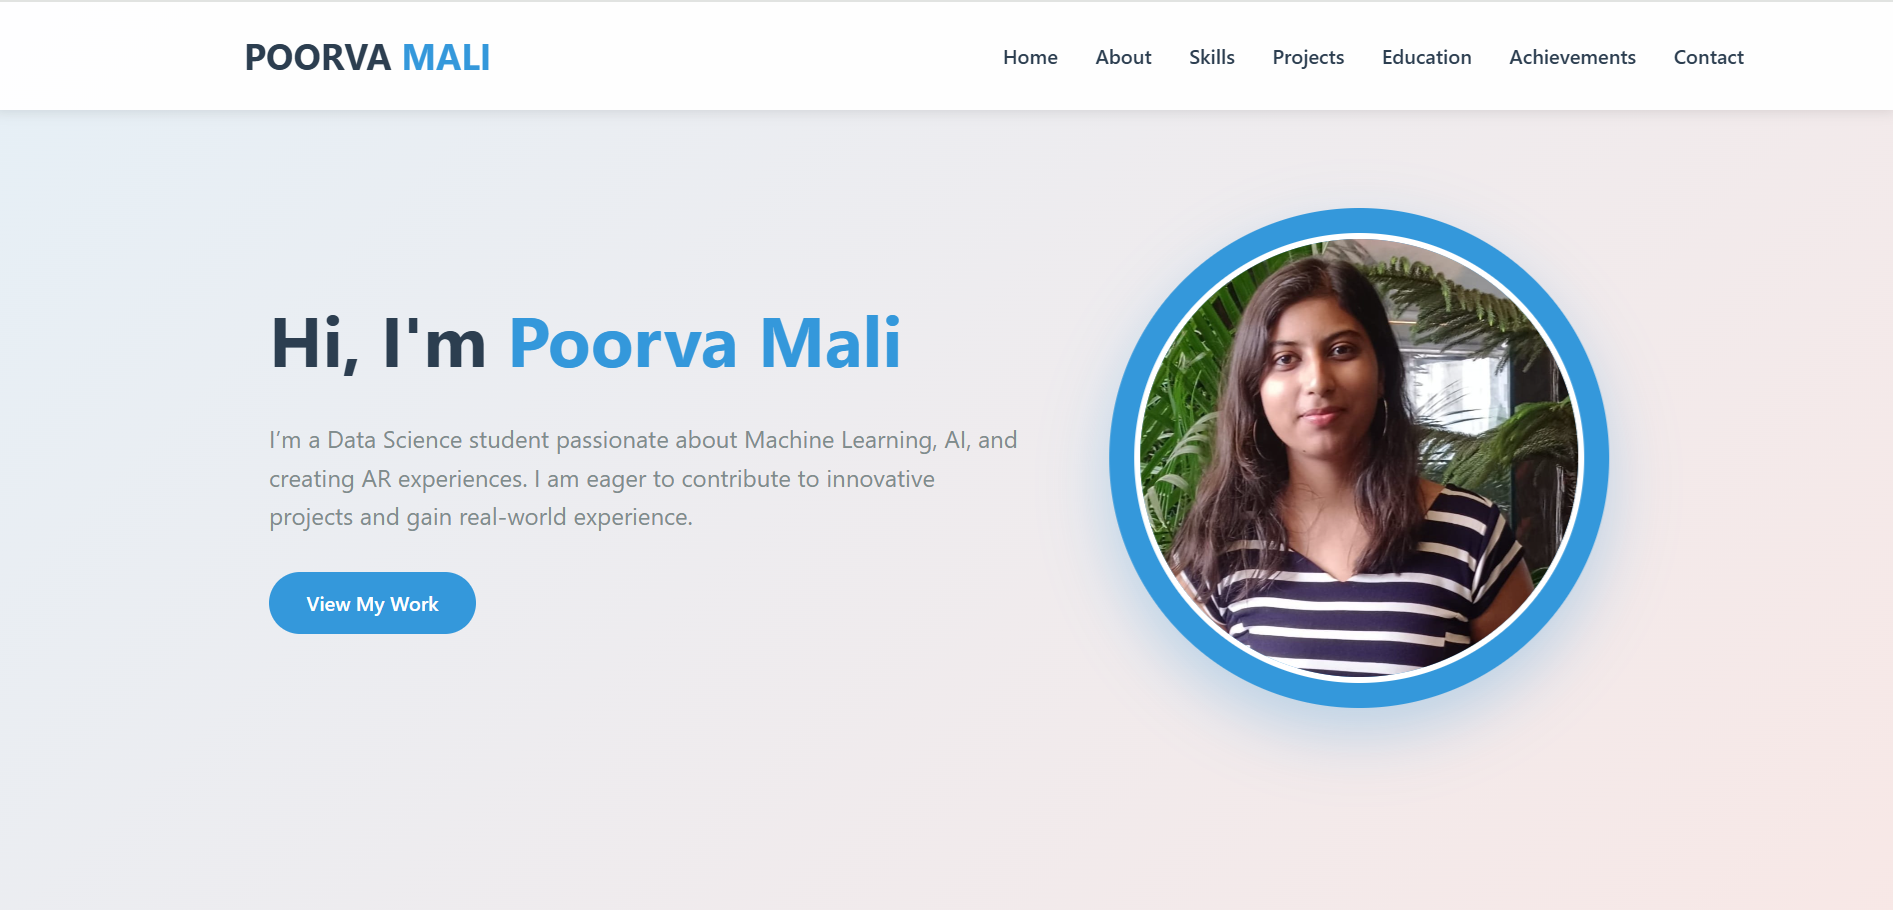 POORVA MALI
Home About Skills Projects Education Achievements Contact
Hi, I'm Poorva Mali
I’m a Data Science student passionate about Machine Learning, AI, and
creating AR experiences. I am eager to contribute to innovative
projects and gain real-world experience.
View My Work